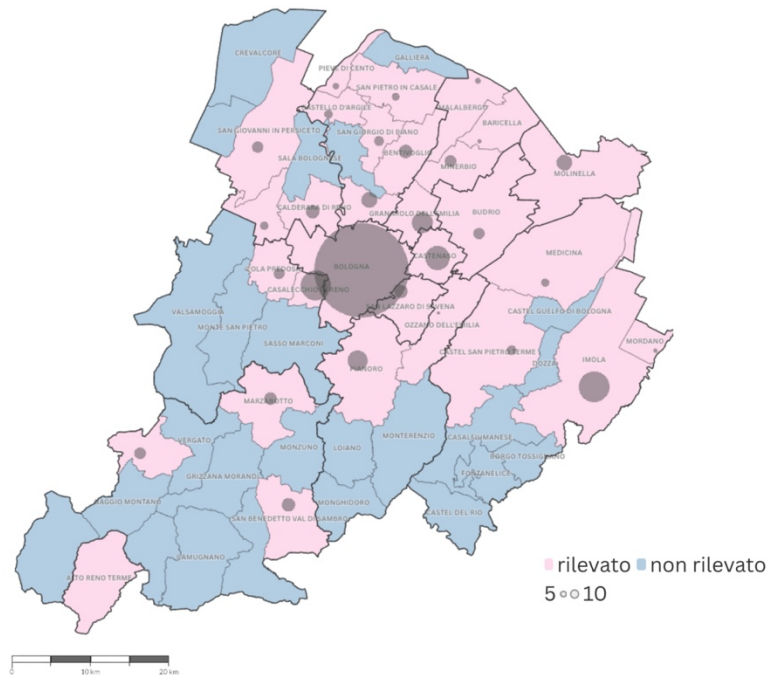 CREVALCORE
GALLIERA
PIEVE DI CENTO
SAN PIETRO IN CASALE
CASTELLO D'ARGILE
MALALBERGO
BARICELLA
SAN GIOVANNI IN PERSICETO
SAN GIORGIO DI PIANO
BENTIVOGLIO
SALA BOLOGNESE
MINERBIO
MOLINELLA
CALDERARA DI RENO
GRANAROLO DELL'EMILIA
BUDRIO
MEDICINA
ZOLA PREDOSA
BOLOGNA
CASTENASO
CASALECCHIO DI RENO
SAN LAZZARO DI SAVENA
CASTEL GUELFO DI BOLOGNA
VALSAMOGGIA
MONTE SAN PIETRO
OZZANO DELL'EMILIA
SASSO MARCONI
MORDANO
CASTEL SAN PIETRO TERME
IMOLA
DOZZA
PIANORO
MARZABOTTO
VERGATO
MONZUNO
LOIANO
MONTERENZIO
CASALFIUMANESE
BORGO TOSSIGNANO
GRIZZANA MORANDI
FONTANELICE
GAGGIO MONTANO
MONGHIDORO
SAN BENEDETTO VAL DI SAMBRO
CASTEL DEL RIO
CAMUGNANO
ALTO RENO TERME
rilevato non rilevato
5 10
0 10 km 20 km